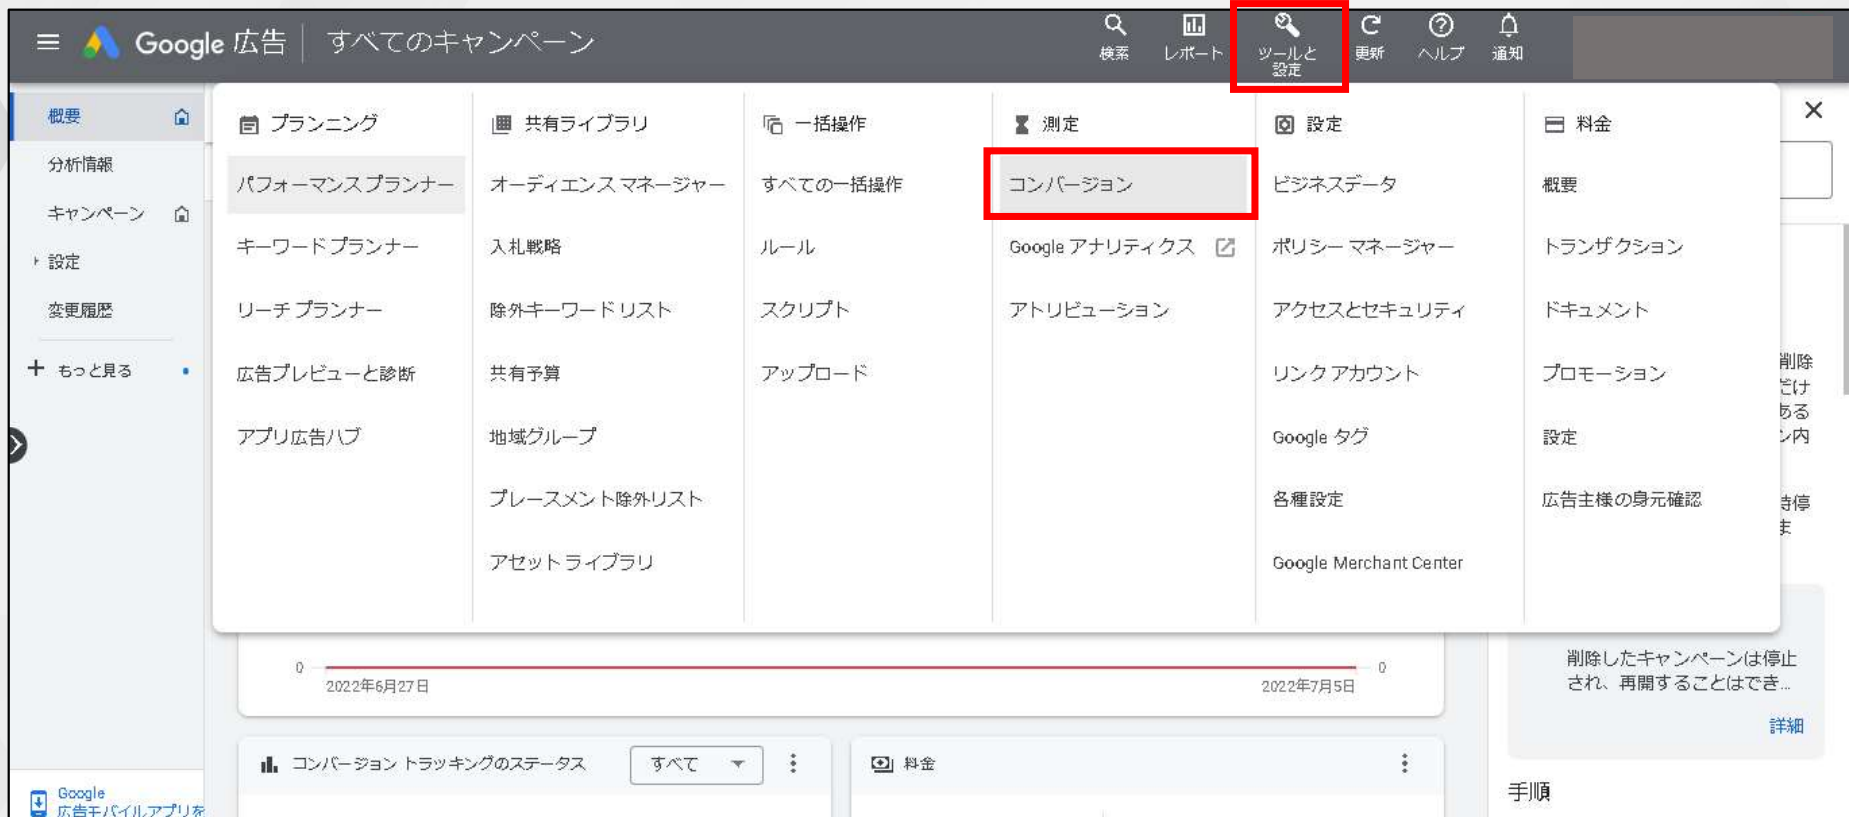 Google 広告 すべてのキャンペーン
検索
レポート
ツールと
設定
更新
ヘルプ
通知
概要
分析情報
キャンペーン
設定
変更履歴
もっと見る
プランニング
パフォーマンス プランナー
キーワード プランナー
リーチ プランナー
広告プレビューと診断
アプリ広告ハブ
共有ライブラリ
オーディエンス マネージャー
入札戦略
除外キーワード リスト
共有予算
地域グループ
プレースメント除外リスト
アセット ライブラリ
一括操作
すべての一括操作
ルール
スクリプト
アップロード
測定
コンバージョン
Google アナリティクス
アトリビューション
設定
ビジネスデータ
ポリシー マネージャー
アクセスとセキュリティ
リンク アカウント
Google タグ
各種設定
Google Merchant Center
料金
概要
トランザクション
ドキュメント
プロモーション
設定
広告主様の身元確認
削除
だけ
ある
ン内
時停
ま
0
0
2022年6月27日
2022年7月5日
削除したキャンペーンは停止
され、再開することはでき...
詳細
コンバージョン トラッキングのステータス
すべて
料金
手順
Google
広告モバイルアプリを